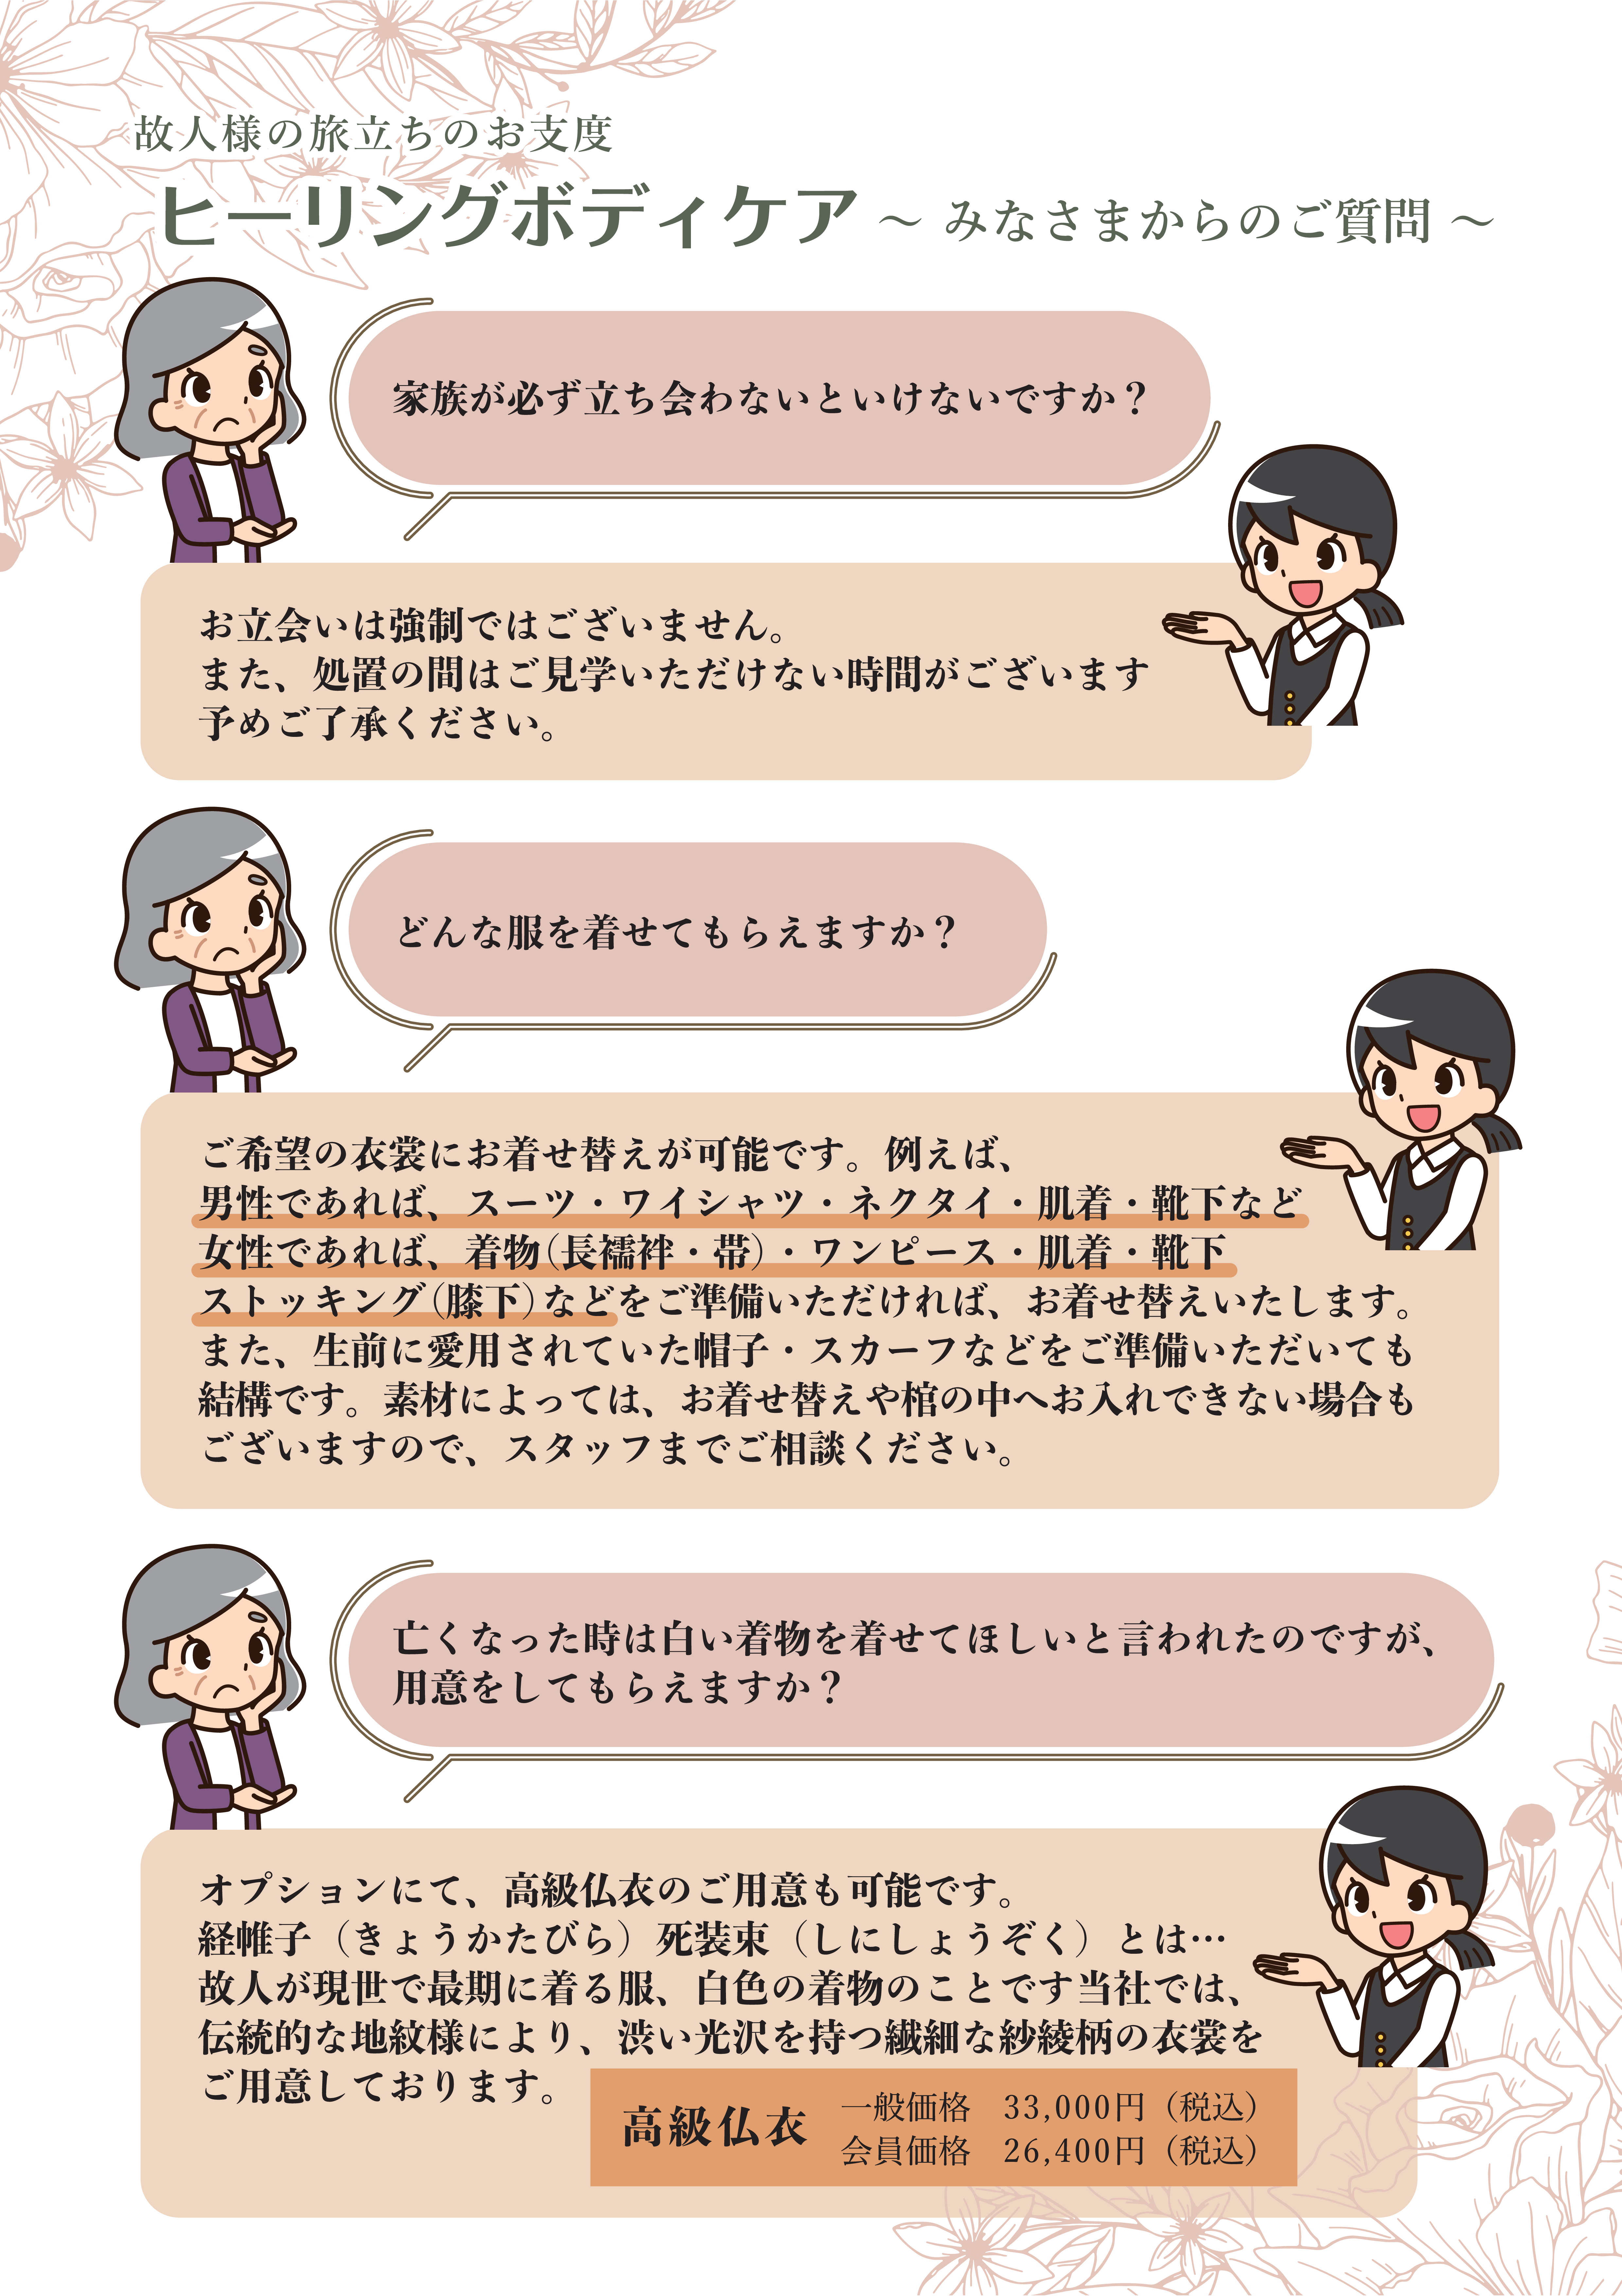 故人様の旅立ちのお支度
ヒーリングボディケア ～ みなさまからのご質問 ～
家族が必ず立ち会わないといけないですか？
お立会いは強制ではございません。
また、処置の間はご見学いただけない時間がございます
予めご了承ください。
どんな服を着せてもらえますか？
ご希望の衣裳にお着せ替えが可能です。例えば、
男性であれば、スーツ・ワイシャツ・ネクタイ・肌着・靴下など
女性であれば、着物（長襦袢・帯）・ワンピース・肌着・靴下
ストッキング（膝下）などをご準備いただければ、お着せ替えいたします。
また、生前に愛用されていた帽子・スカーフなどをご準備いただいても
結構です。素材によっては、お着せ替えや棺の中へお入れできない場合も
ございますので、スタッフまでご相談ください。
亡くなった時は白い着物を着せてほしいと言われたのですが、
用意をしてもらえますか？
オプションにて、高級仏衣のご用意も可能です。
経帷子（きょうかたびら）死装束（しにしょうぞく）とは…
故人が現世で最期に着る服、白色の着物のことです当社では、
伝統的な地紋様により、渋い光沢を持つ繊細な紗綾柄の衣裳を
ご用意しております。
高級仏衣
一般価格　33,000円（税込）
会員価格　26,400円（税込）